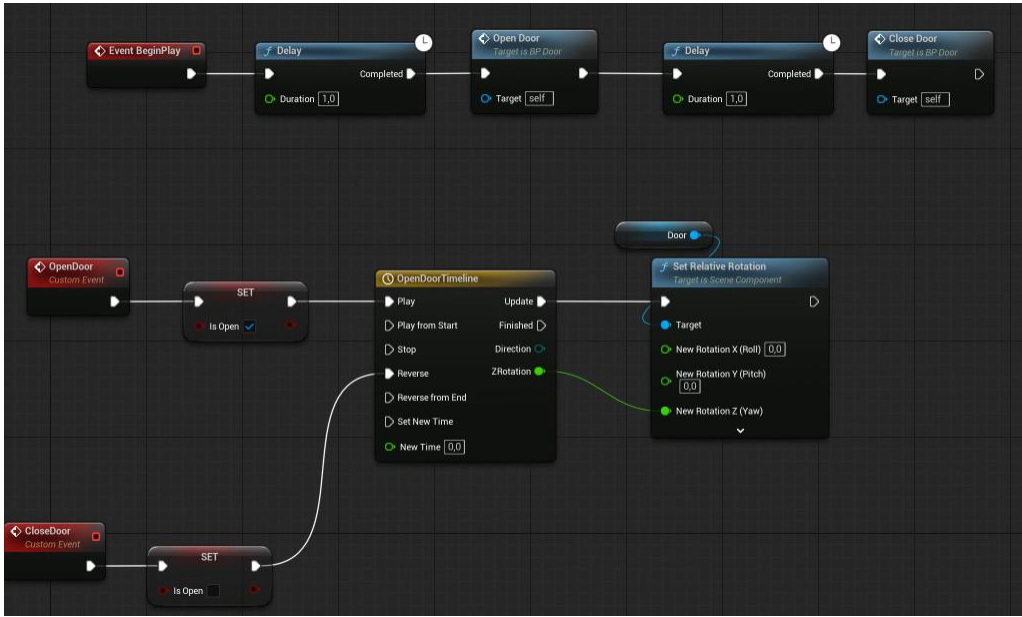 Event BeginPlay
Delay
Completed
Duration 1,0
Open Door
Target is BP Door
Target self
Delay
Completed
Duration 1,0
Close Door
Target is BP Door
Target self
Door
OpenDoor
Custom Event
SET
Is Open
OpenDoorTimeline
Play Update
Play from Start Finished
Stop Direction
Reverse ZRotation
Reverse from End
Set New Time
New Time 0,0
Set Relative Rotation
Target is Scene Component
Target
New Rotation X (Roll) 0,0
New Rotation Y (Pitch)
0,0
New Rotation Z (Yaw)
CloseDoor
Custom Event
SET
Is Open